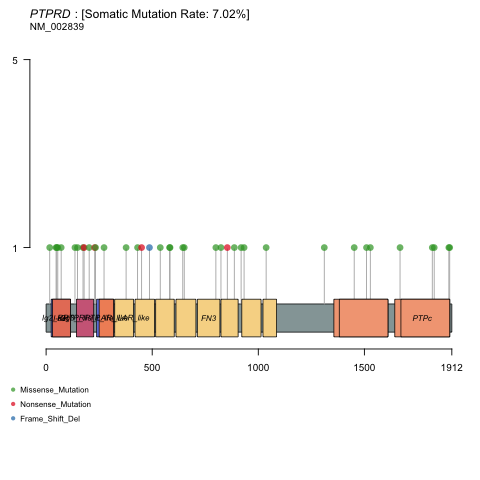 PTPRD : [Somatic Mutation Rate: 7.02%]
NM_002839
5
1
FN3
PTPc
0
500
1000
1500
1912
Missense_Mutation
Nonsense_Mutation
Frame_Shift_Del